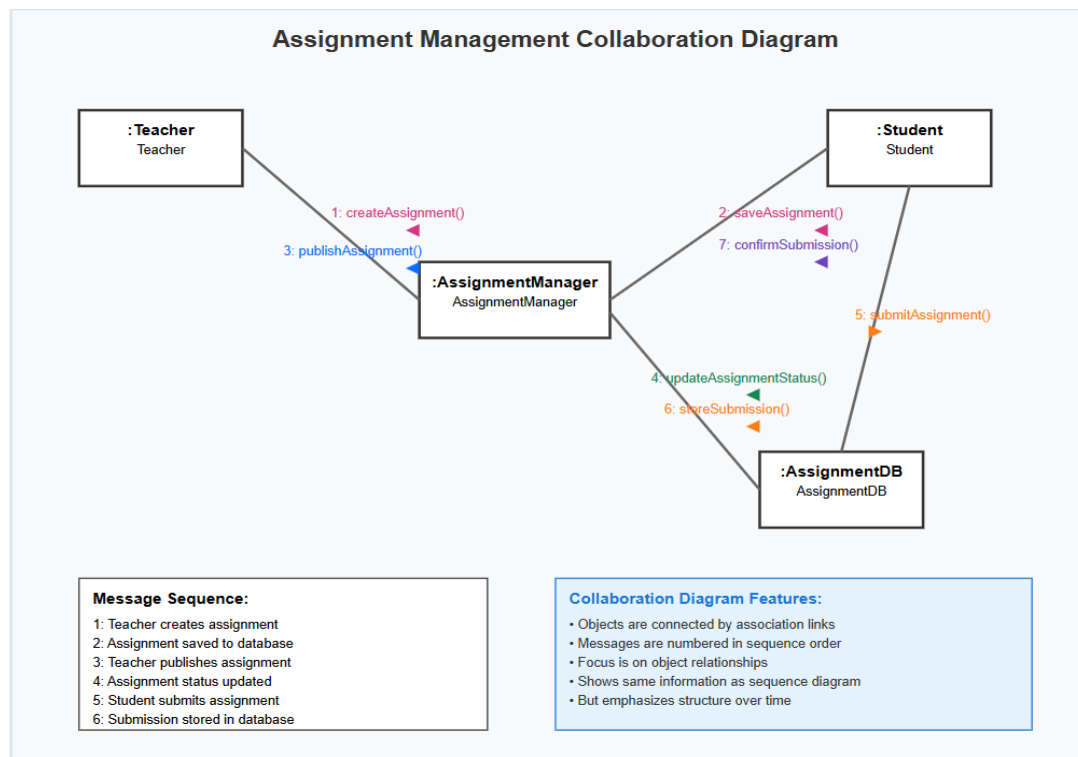 Assignment Management Collaboration Diagram
:Teacher
Teacher
:Student
Student
1: createAssignment()
2: saveAssignment()
3: publishAssignment()
7: confirmSubmission()
:AssignmentManager
AssignmentManager
5: submitAssignment()
4: updateAssignmentStatus()
6: storeSubmission()
:AssignmentDB
AssignmentDB
Message Sequence:
1: Teacher creates assignment
2: Assignment saved to database
3: Teacher publishes assignment
4: Assignment status updated
5: Student submits assignment
6: Submission stored in database
Collaboration Diagram Features:
• Objects are connected by association links
• Messages are numbered in sequence order
• Focus is on object relationships
• Shows same information as sequence diagram
• But emphasizes structure over time